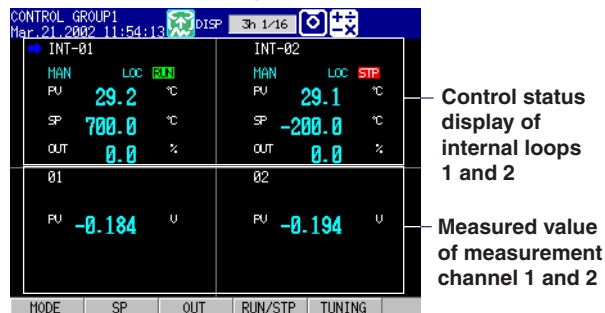 CONTROL GROUP1
Mar.21.2002 11:54:13 DISP 3h 1/16
INT-01
MAN LOC RUN
PV 29.2 °C
SP 700.0 °C
OUT 0.0 %
INT-02
MAN LOC STP
PV 29.1 °C
SP -200.0 °C
OUT 0.0 %
01
PV -0.184 V
02
PV -0.194 V
MODE SP OUT RUN/STP TUNING
Control status
display of
internal loops
1 and 2
Measured value
of measurement
channel 1 and 2